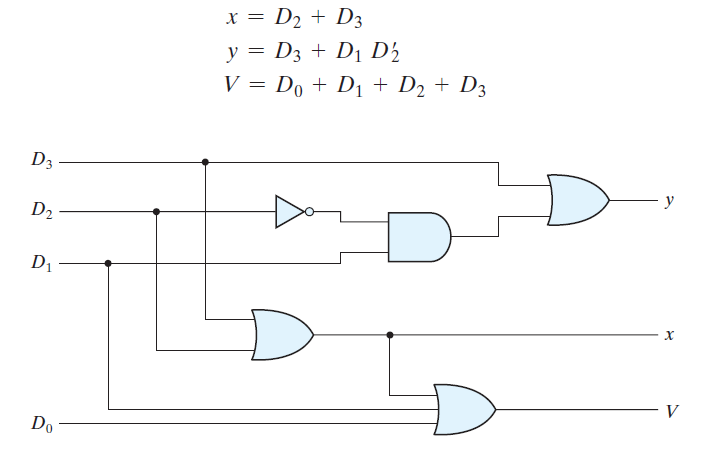 x = D₂ + D₃
y = D₃ + D₁ D₂′
V = D₀ + D₁ + D₂ + D₃
D₃
D₂
y
D₁
x
V
D₀